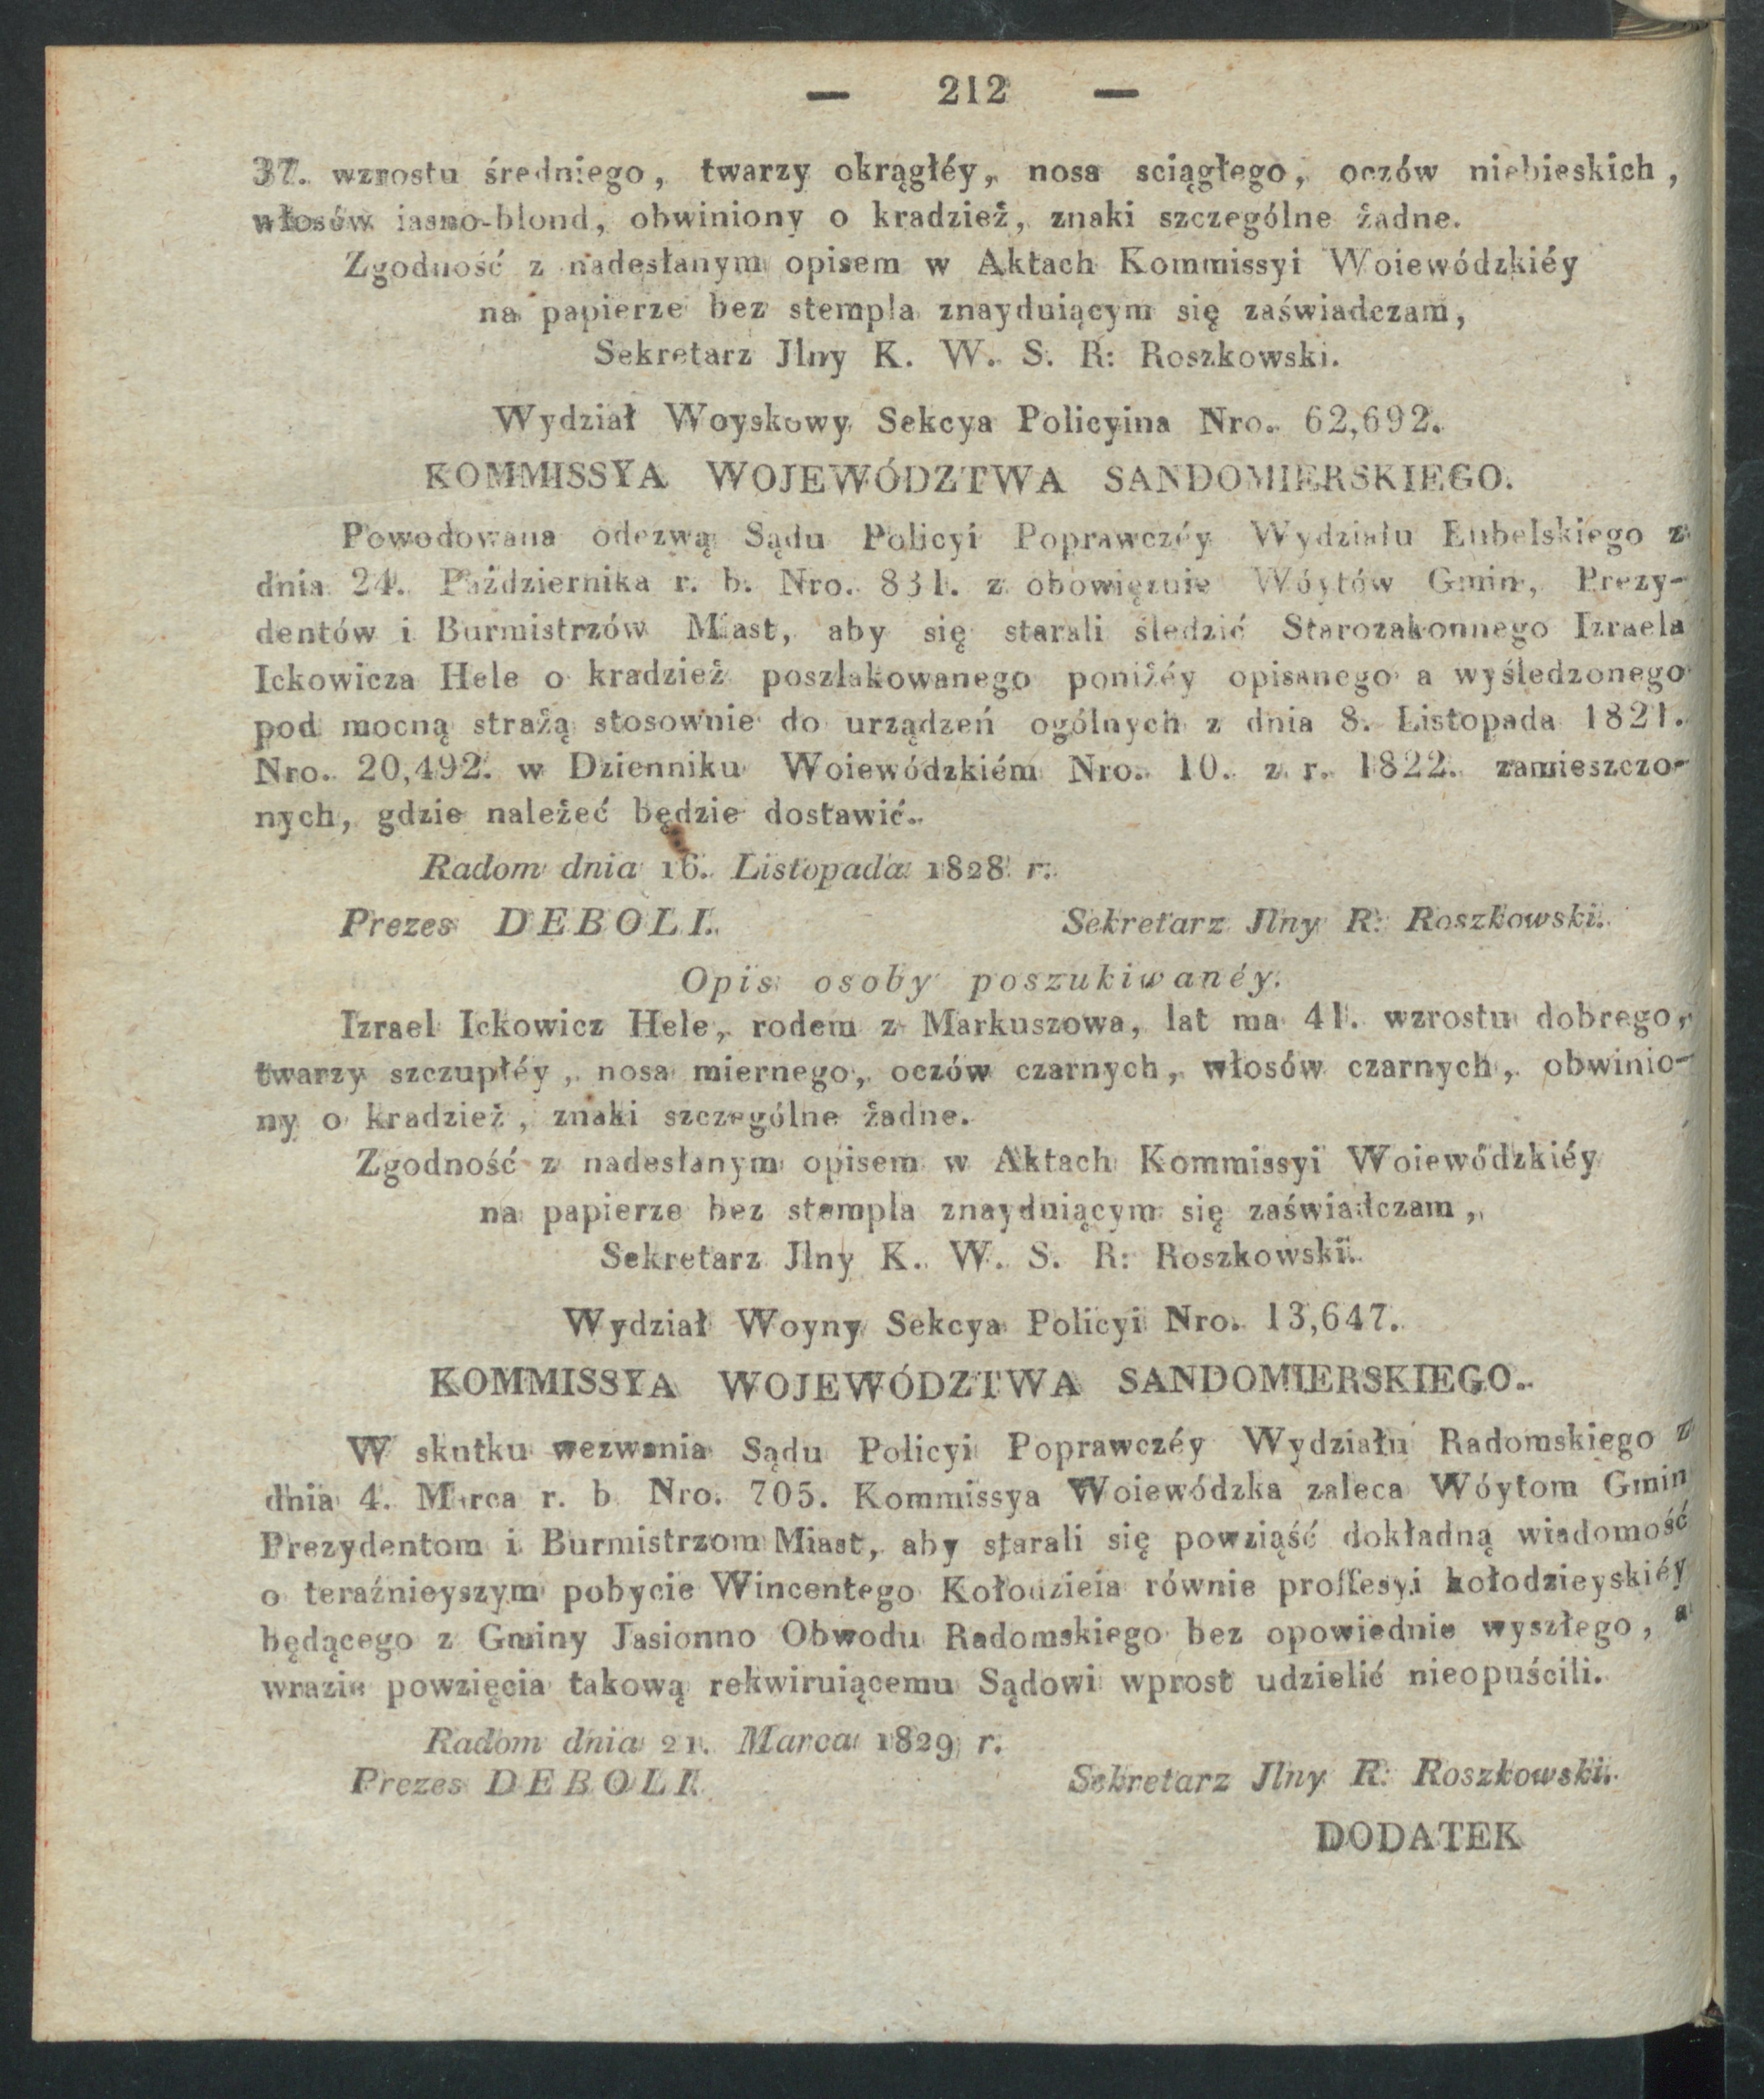 — 212 —
37. wzrostu średniego, twarzy okrągłéy, nosa sciągłego, oczów niebieskich,
włosów iasno-blond, obwiniony o kradzież, znaki szczególne żadne.
Zgodność z nadesłanym opisem w Aktach Kommissyi Woiewódzkiéy
na papierze bez stempla znayduiącym się zaświadczam,
Sekretarz Jlny K. W. S. R: Roszkowski.
Wydział Woyskowy Sekcya Policyina Nro. 62,692.
KOMMISSYA WOJEWÓDZTWA SANDOMIERSKIEGO.
Powodowana odezwą Sądu Policyi Poprawczéy Wydziału Lubelskiego z
dnia 24. Października r. b. Nro. 831. z obowięzuie Wóytów Gmin, Prezy-
dentów i Burmistrzów Miast, aby się starali śledzić Starozakonnego Izraela
Ickowicza Hele o kradzież poszlakowanego poniżéy opisanego a wyśledzonego
pod mocną strażą stosownie do urządzeń ogólnych z dnia 8. Listopada 1821.
Nro. 20,492. w Dzienniku Woiewódzkiém Nro. 10. z r. 1822. zamieszczo-
nych, gdzie należeć będzie dostawić.
Radom dnia 16. Listopada 1828 r.
Prezes DEBOLI. Sekretarz Jlny R: Roszkowski.
Opis osoby poszukiwanéy.
Izrael Ickowicz Hele, rodem z Markuszowa, lat ma 41. wzrostu dobrego,
twarzy szczupłéy, nosa miernego, oczów czarnych, włosów czarnych, obwinio-
ny o kradzież, znaki szczególne żadne.
Zgodność z nadesłanym opisem w Aktach Kommissyi Woiewódzkiéy
na papierze bez stempla znayduiącym się zaświadczam,
Sekretarz Jlny K. W. S. R: Roszkowski.
Wydział Woyny Sekcya Policyi Nro. 13,647.
KOMMISSYA WOJEWÓDZTWA SANDOMIERSKIEGO.
W skutku wezwania Sądu Policyi Poprawczéy Wydziału Radomskiego z
dnia 4. Marca r. b Nro. 705. Kommissya Woiewódzka zaleca Wóytom Gmin
Prezydentom i Burmistrzom Miast, aby starali się powziąść dokładną wiadomość
o teraźnieyszym pobycie Wincentego Kołodzieia równie proffesyi kołodzieyskiéy
będącego z Gminy Jasionno Obwodu Radomskiego bez opowiednie wyszłego, a
wrazie powzięcia takową rekwiruiącemu Sądowi wprost udzielić nieopuścili.
Radom dnia 21. Marca 1829 r.
Prezes DEBOLI. Sekretarz Jlny R: Roszkowski.
DODATEK